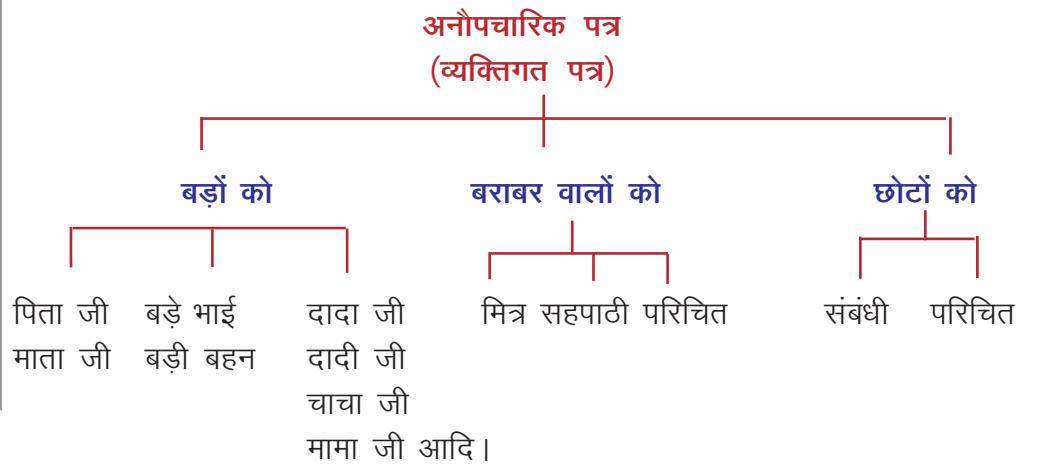 अनौपचारिक पत्र
(व्यक्तिगत पत्र)
बड़ों को बराबर वालों को छोटों को
पिता जी बड़े भाई दादा जी मित्र सहपाठी परिचित संबंधी परिचित
माता जी बड़ी बहन दादी जी
चाचा जी
मामा जी आदि।